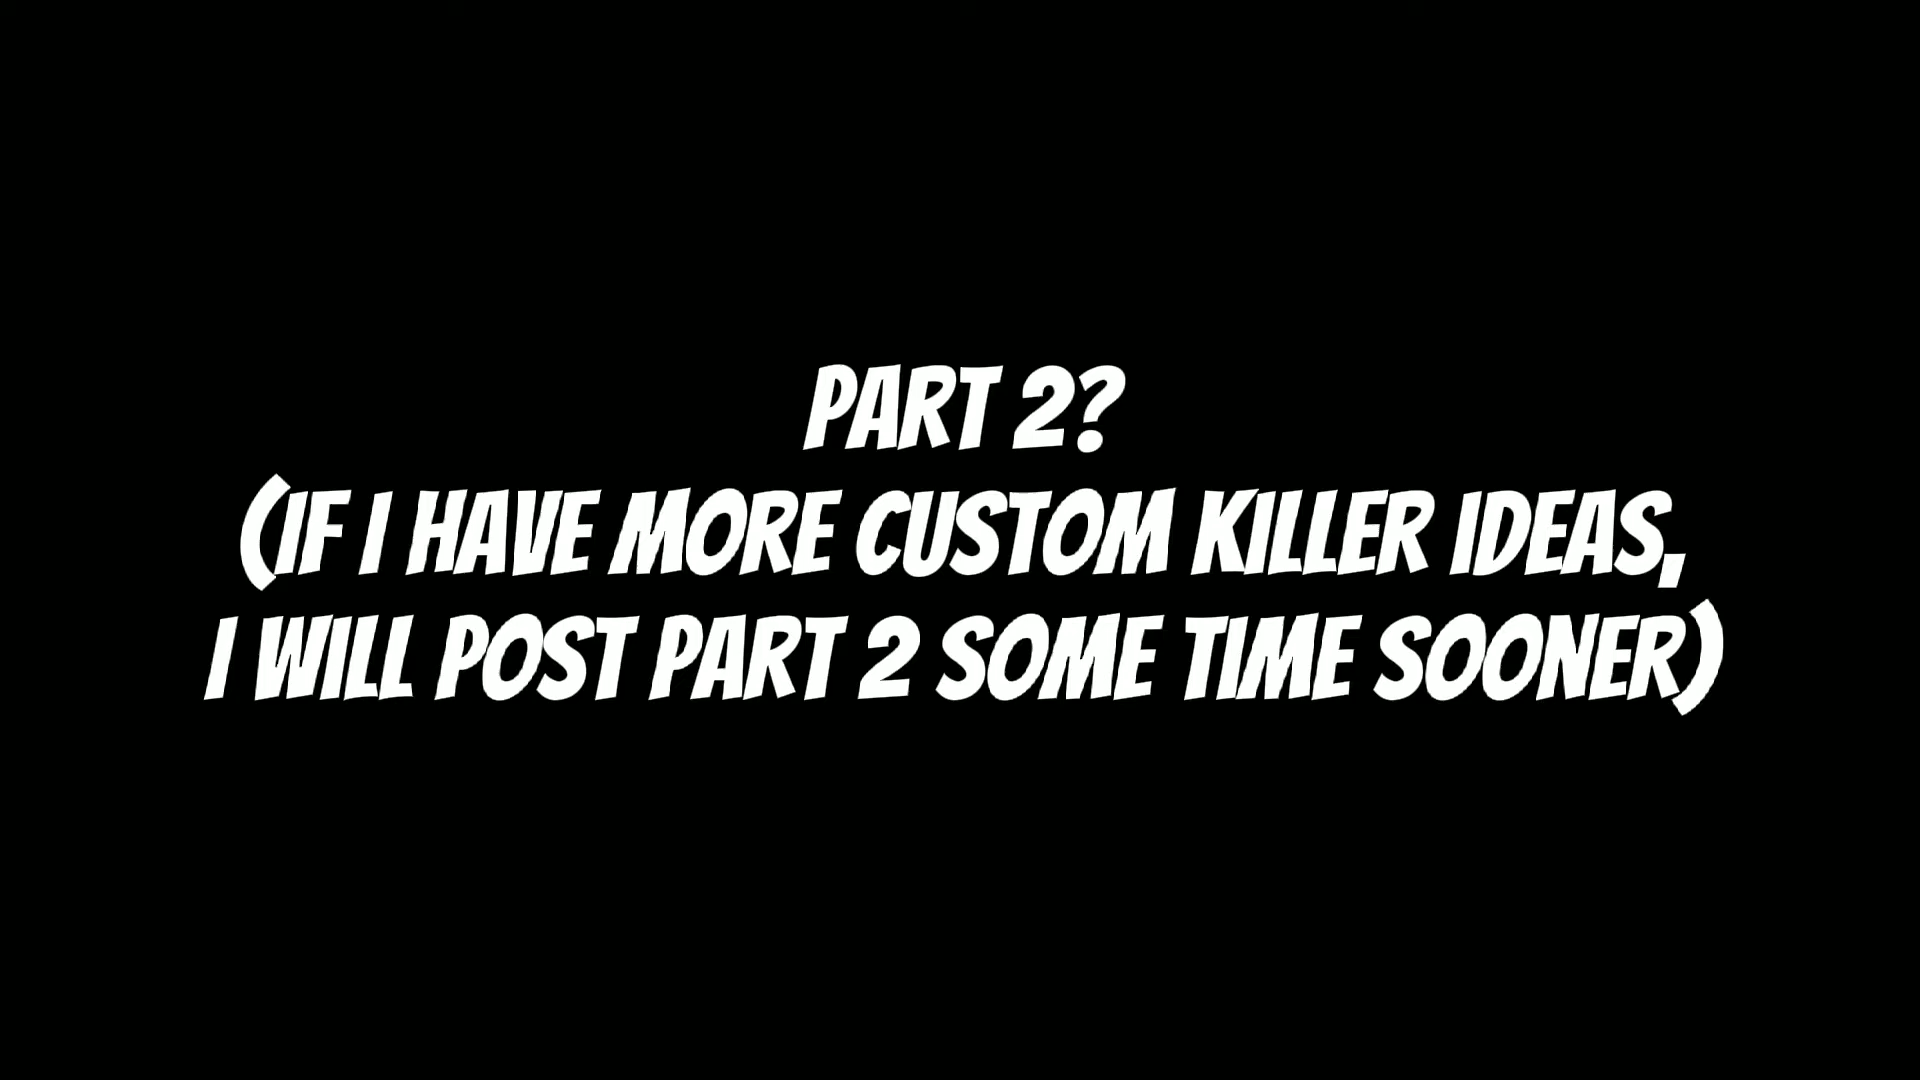 PART 2?
(IF I HAVE MORE CUSTOM KILLER IDEAS,
I WILL POST PART 2 SOME TIME SOONER)